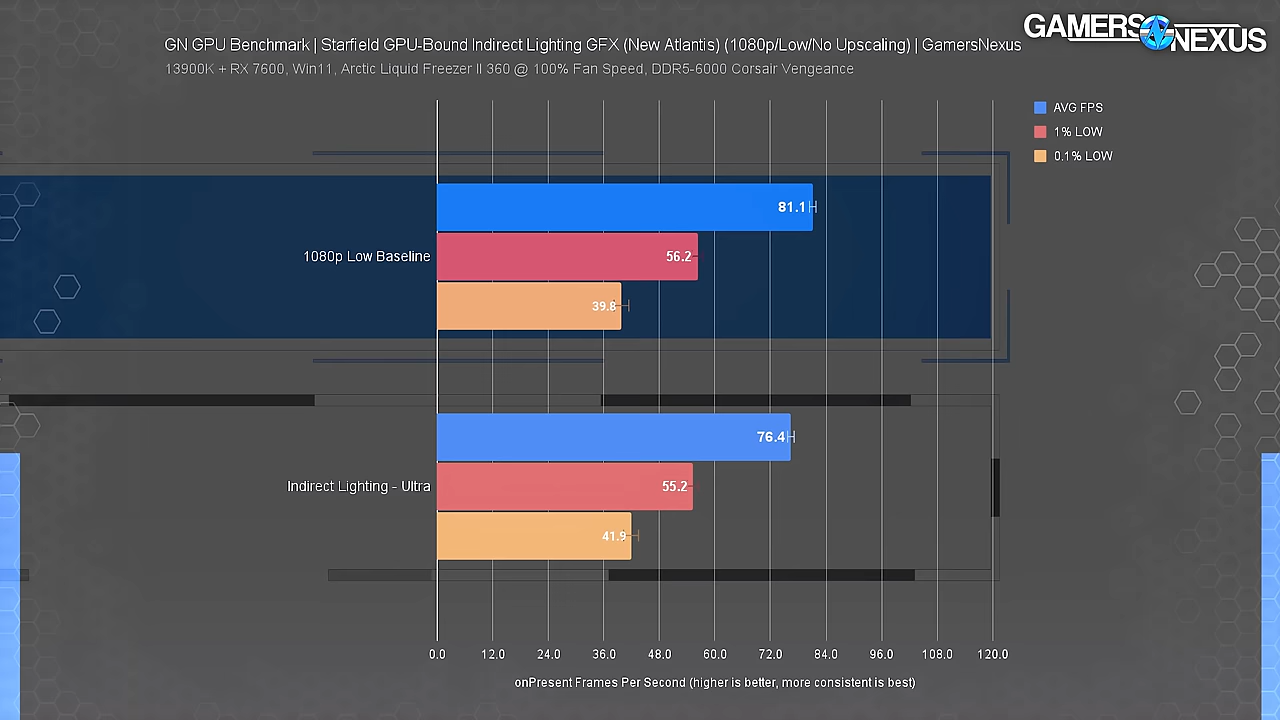 GAMERS NEXUS
GN GPU Benchmark | Starfield GPU-Bound Indirect Lighting GFX (New Atlantis) (1080p/Low/No Upscaling) | GamersNexus
13900K + RX 7600, Win11, Arctic Liquid Freezer II 360 @ 100% Fan Speed, DDR5-6000 Corsair Vengeance
AVG FPS
1% LOW
0.1% LOW
81.1
1080p Low Baseline
56.2
39.8
76.4
Indirect Lighting - Ultra
55.2
41.9
0.0 12.0 24.0 36.0 48.0 60.0 72.0 84.0 96.0 108.0 120.0
onPresent Frames Per Second (higher is better, more consistent is best)